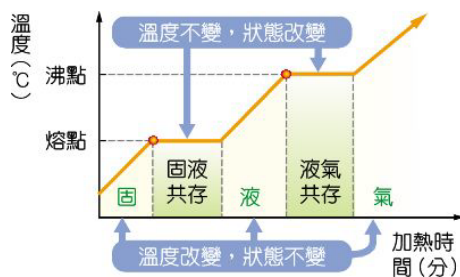 溫度不變，狀態改變
溫度
(℃)
沸點
熔點
固液
共存
液氣
共存
固
液
氣
溫度改變，狀態不變
加熱時
間(分)